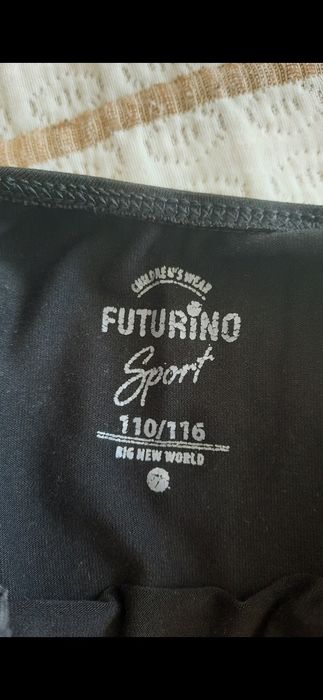 CHILDREN'S WEAR
FUTURINO
Sport
110/116
BIG NEW WORLD